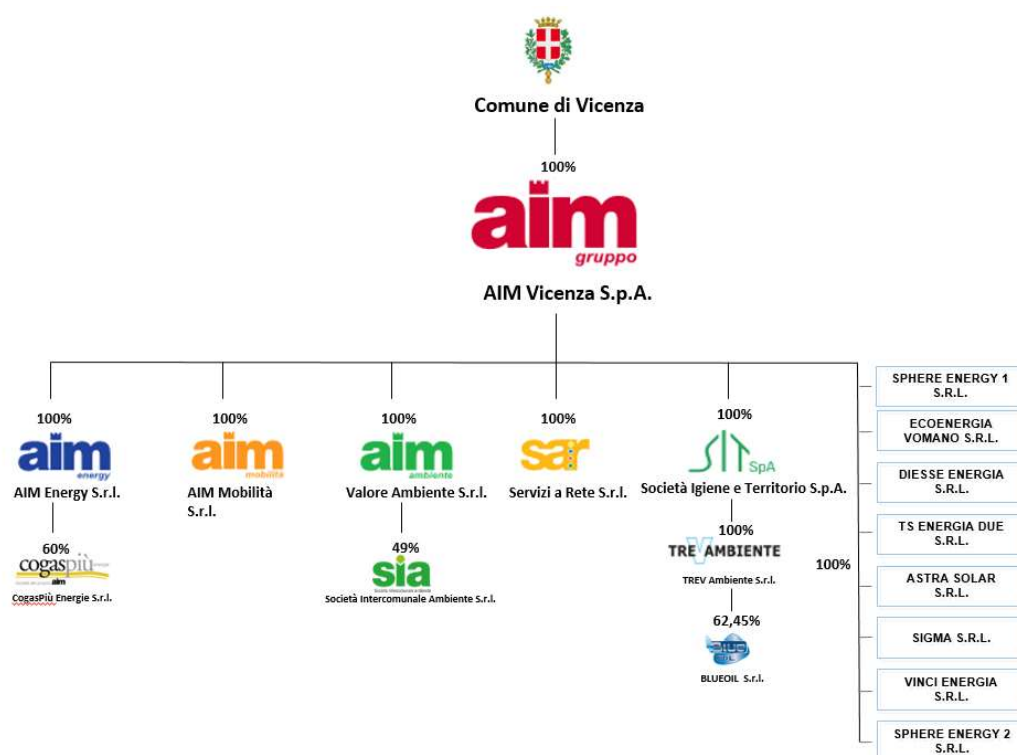 Comune di Vicenza
100%
aim
gruppo
AIM Vicenza S.p.A.
100%
aim
energy
AIM Energy S.r.l.
60%
cogaspiù
CogasPiù Energie S.r.l.
100%
aim
mobilità
AIM Mobilità
S.r.l.
100%
aim
ambiente
Valore Ambiente S.r.l.
49%
sia
Società Intercomunale Ambiente S.r.l.
100%
sar
Servizi a Rete S.r.l.
100%
SIT SpA
Società Igiene e Territorio S.p.A.
100%
TREV AMBIENTE
TREV Ambiente S.r.l.
62,45%
BLUEOIL S.r.l.
100%
SPHERE ENERGY 1
S.R.L.
ECOENERGIA
VOMANO S.R.L.
DIESSE ENERGIA
S.R.L.
TS ENERGIA DUE
S.R.L.
ASTRA SOLAR
S.R.L.
SIGMA S.R.L.
VINCI ENERGIA
S.R.L.
SPHERE ENERGY 2
S.R.L.